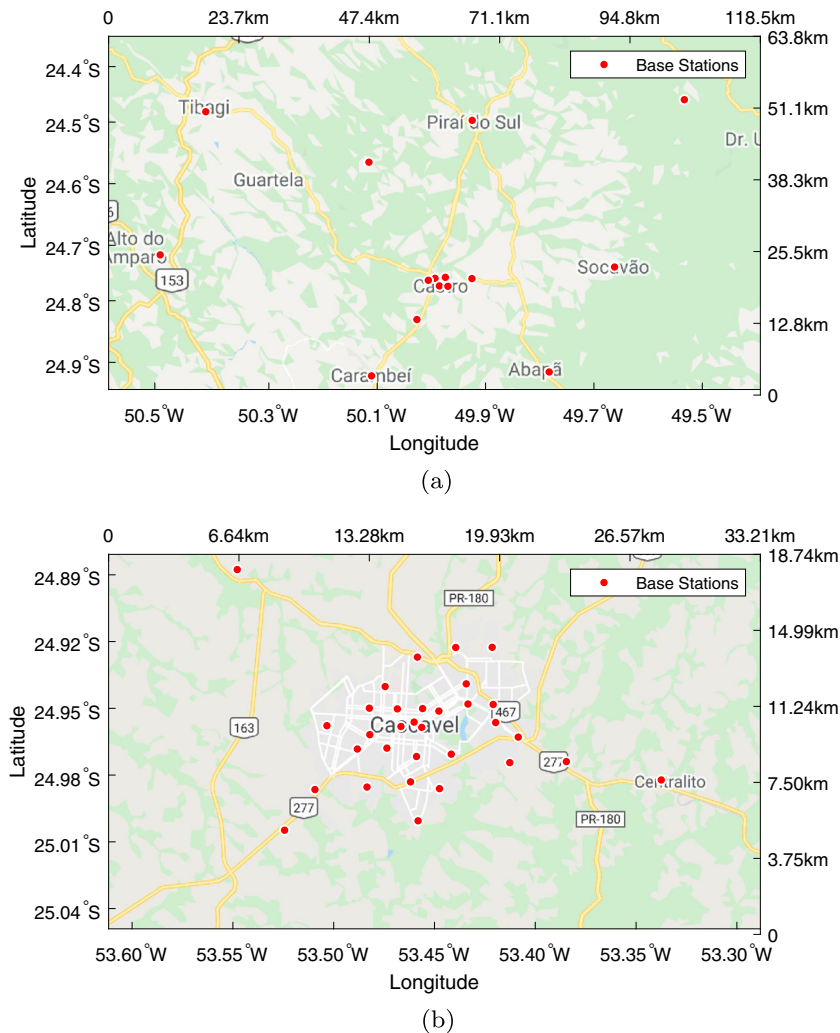 0 23.7km 47.4km 71.1km 94.8km 118.5km
63.8km
24.4°S
Base Stations
Tibagi
51.1km
24.5°S
Piraí do Sul
Dr. U
Guartela
38.3km
24.6°S
Latitude
Alto do
Amparo
24.7°S
25.5km
Socavão
153
Castro
24.8°S
12.8km
24.9°S
Carambeí
Abapã
0
50.5°W 50.3°W 50.1°W 49.9°W 49.7°W 49.5°W
Longitude
(a)
0 6.64km 13.28km 19.93km 26.57km 33.21km
18.74km
24.89°S
Base Stations
PR-180
14.99km
24.92°S
24.95°S
11.24km
467
163
Cascavel
Latitude
277
24.98°S
Centralito
7.50km
277
PR-180
25.01°S
3.75km
25.04°S
0
53.60°W 53.55°W 53.50°W 53.45°W 53.40°W 53.35°W 53.30°W
Longitude
(b)